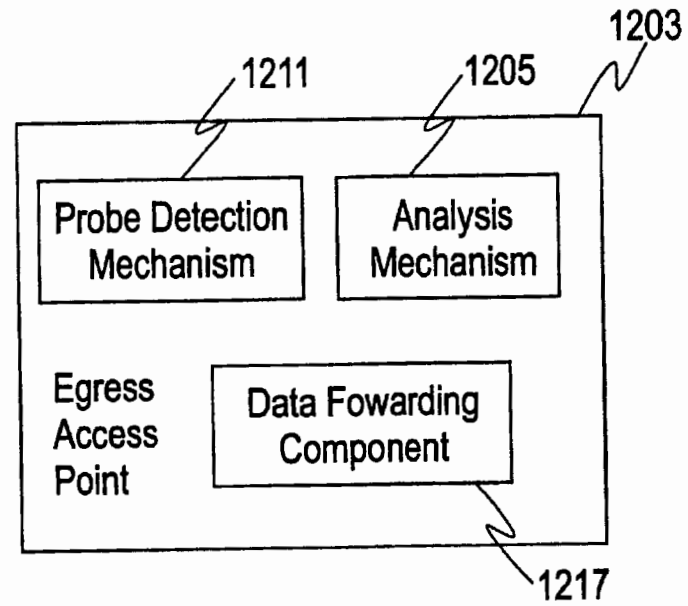 1203
1211
1205
Probe Detection
Mechanism
Analysis
Mechanism
Egress
Access
Point
Data Fowarding
Component
1217